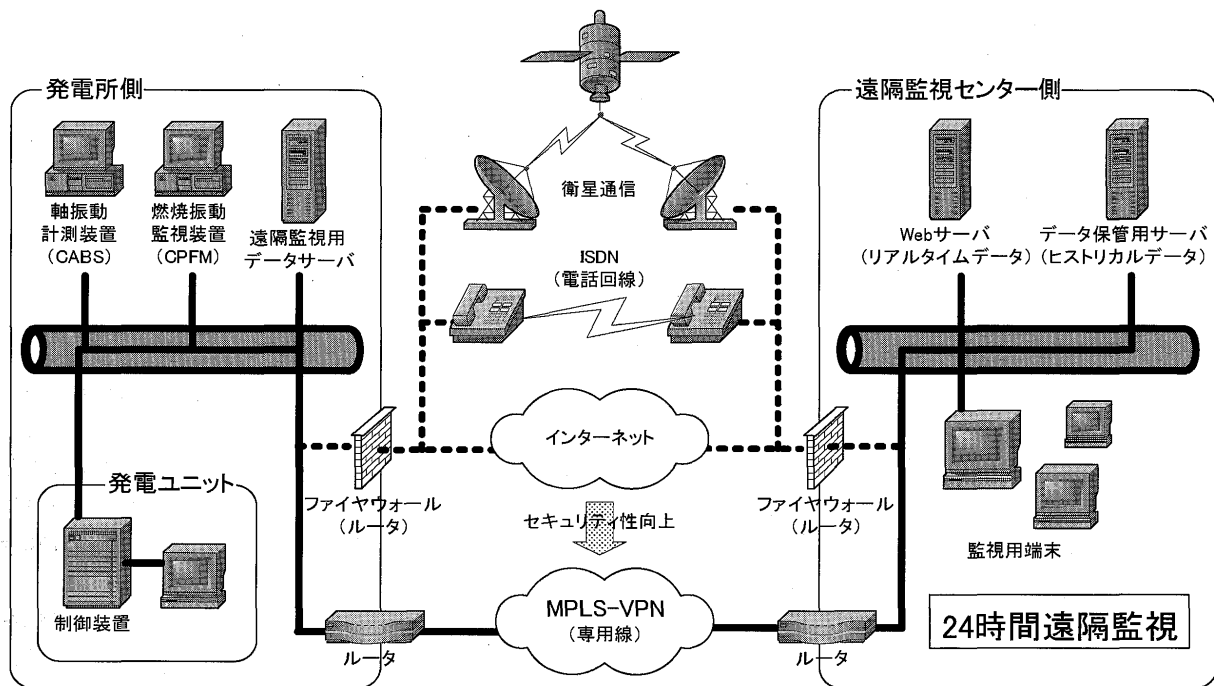 発電所側
軸振動
計測装置
(CABS)
燃焼振動
監視装置
(CPFM)
遠隔監視用
データサーバ
発電ユニット
制御装置
衛星通信
ISDN
(電話回線)
インターネット
ファイヤウォール
(ルータ)
セキュリティ性向上
ファイヤウォール
(ルータ)
MPLS-VPN
(専用線)
ルータ
ルータ
遠隔監視センター側
Webサーバ
(リアルタイムデータ)
データ保管用サーバ
(ヒストリカルデータ)
監視用端末
24時間遠隔監視